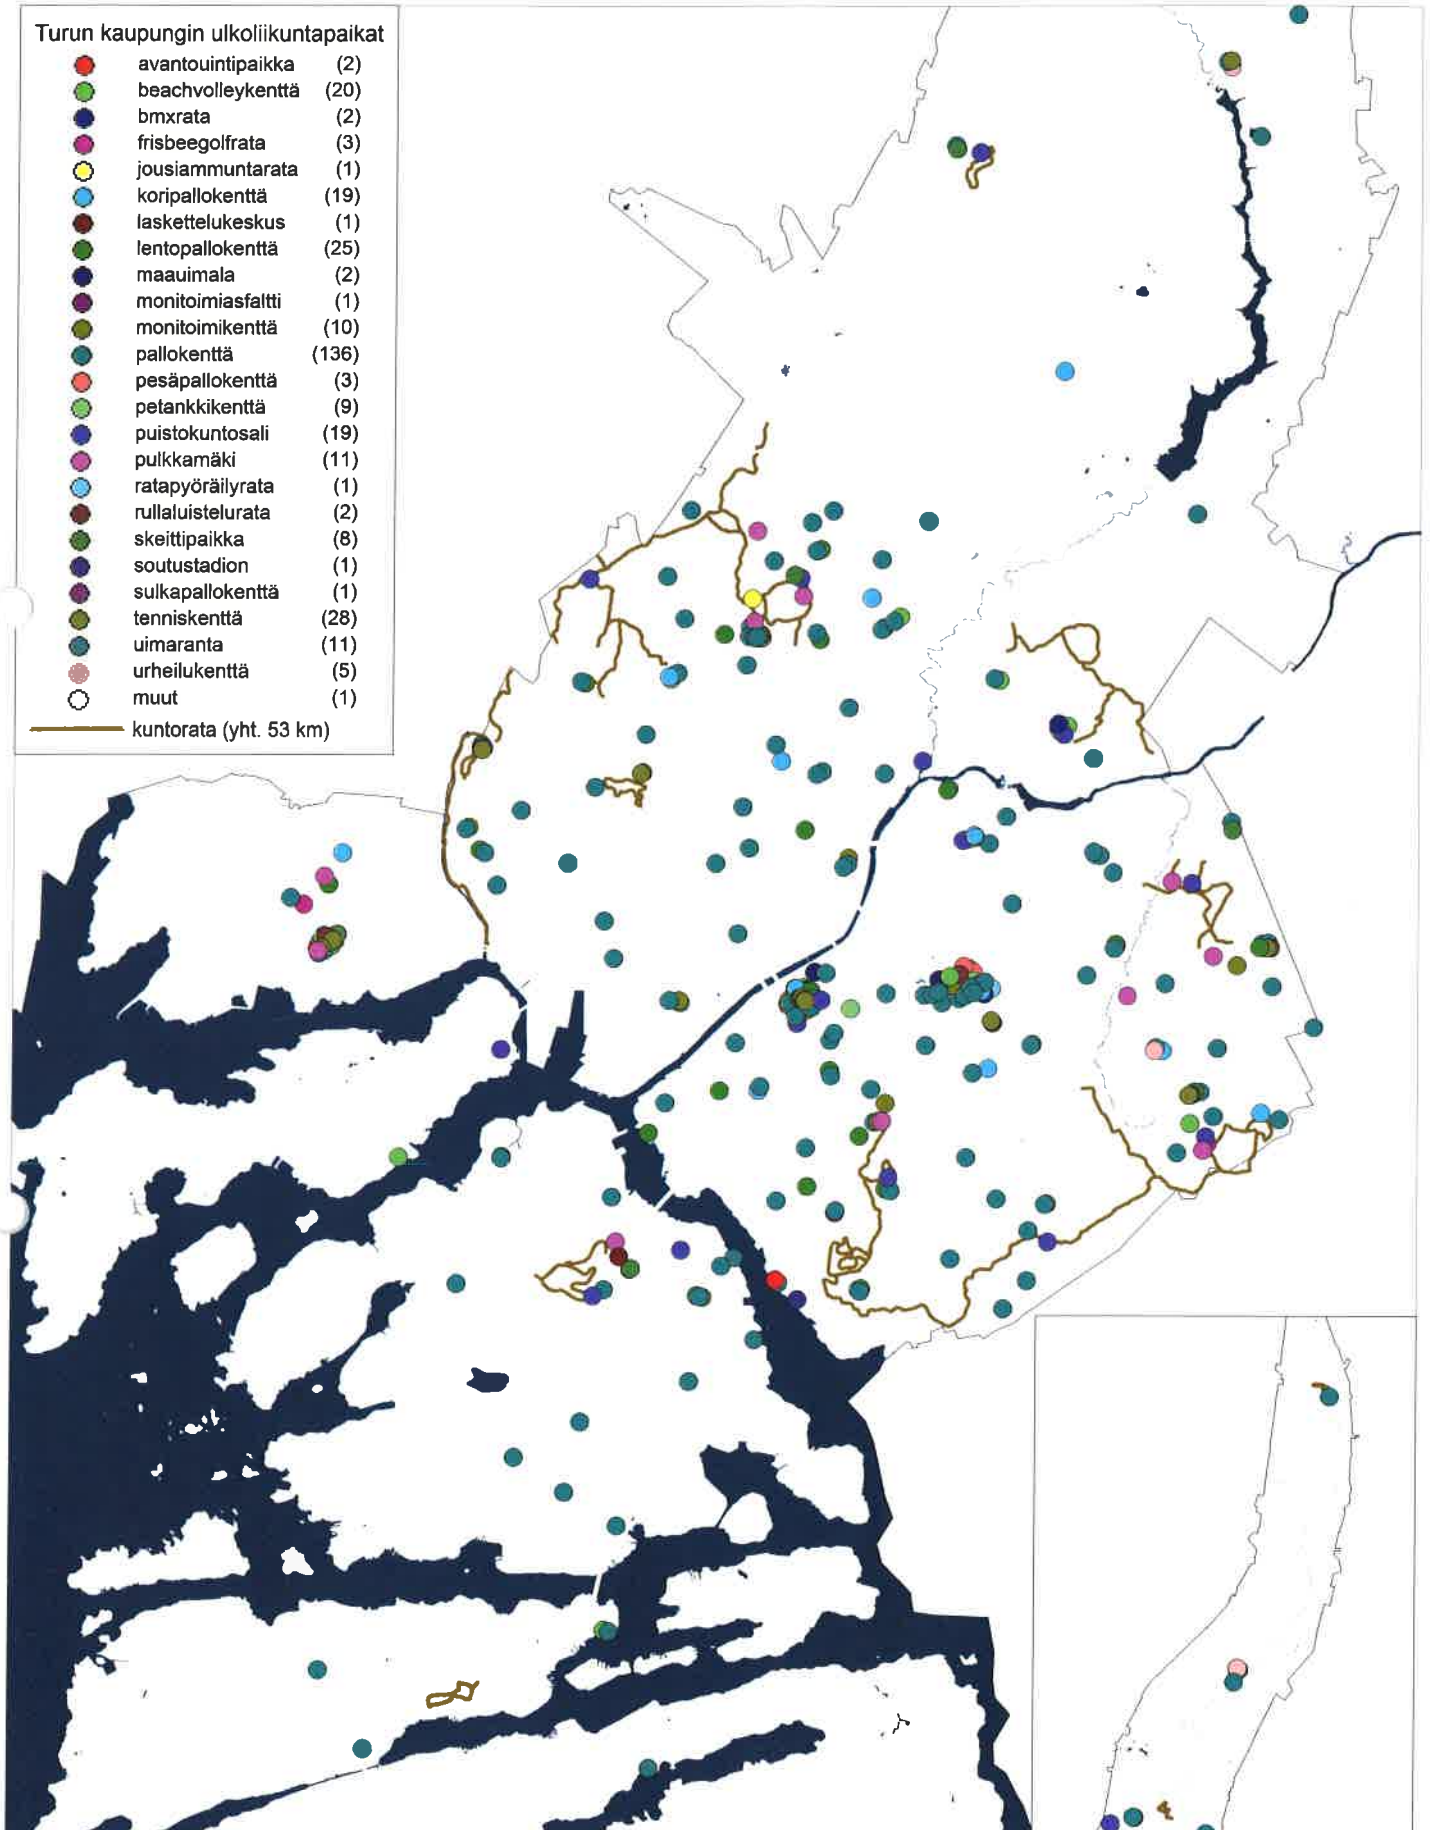 Turun kaupungin ulkoliikuntapaikat
avantouintipaikka (2)
beachvolleykenttä (20)
bmxrata (2)
frisbeegolfrata (3)
jousiammuntarata (1)
koripallokenttä (19)
laskettelukeskus (1)
lentopallokenttä (25)
maauimala (2)
monitoimiasfaltti (1)
monitoimikenttä (10)
pallokenttä (136)
pesäpallokenttä (3)
petankkikenttä (9)
puistokuntosali (19)
pulkkamäki (11)
ratapyöräilyrata (1)
rullaluistelurata (2)
skeittipaikka (8)
soutustadion (1)
sulkapallokenttä (1)
tenniskenttä (28)
uimaranta (11)
urheilukenttä (5)
muut (1)
kuntorata (yht. 53 km)